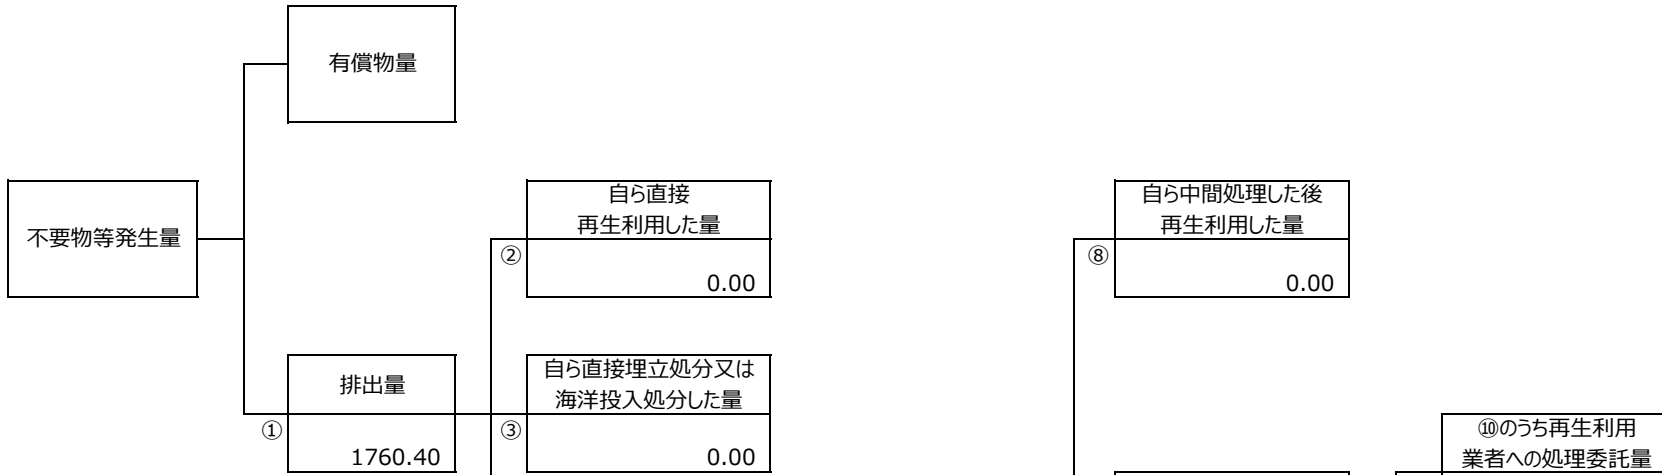 有償物量
不要物等発生量
自ら直接
再生利用した量
②
0.00
自ら中間処理した後
再生利用した量
⑧
0.00
排出量
①
1760.40
自ら直接埋立処分又は
海洋投入処分した量
③
0.00
⑩のうち再生利用
業者への処理委託量